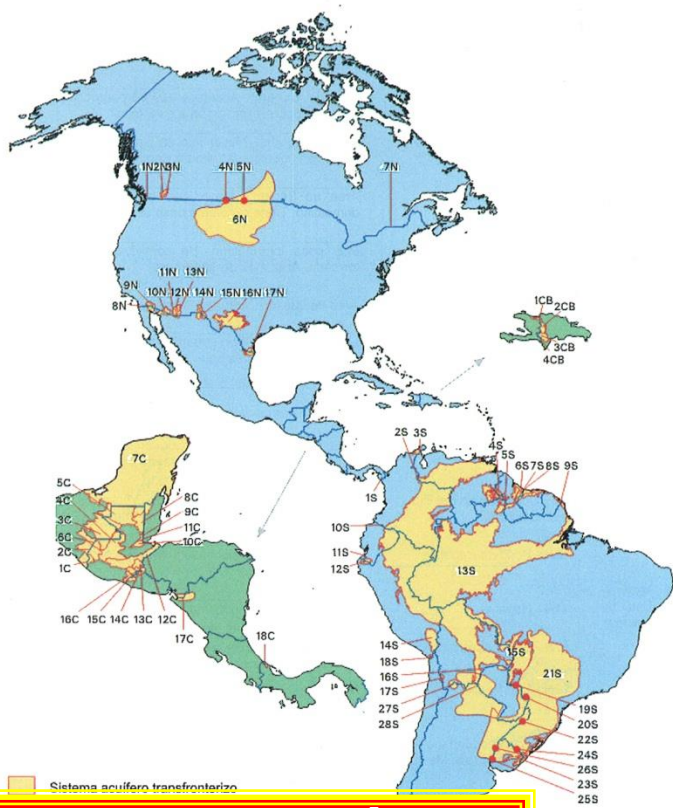 1N 2N 3N 4N 5N 7N
6N
11N 13N
9N 10N 12N 14N 15N 16N 17N
8N
1CB 2CB
3CB
4CB
7C
2S 3S 4S 5S 6S 7S 8S 9S
1S
5C 8C
4C 9C
3C 11C
6C 10C
2C
1C
10S
11S
12S
13S
16C 15C 14C 13C 12C
17C
18C
14S 15S
18S
16S 21S
17S
27S
28S
19S
20S
22S
24S
26S
23S
25S
Sistema acuífero transfronterizo